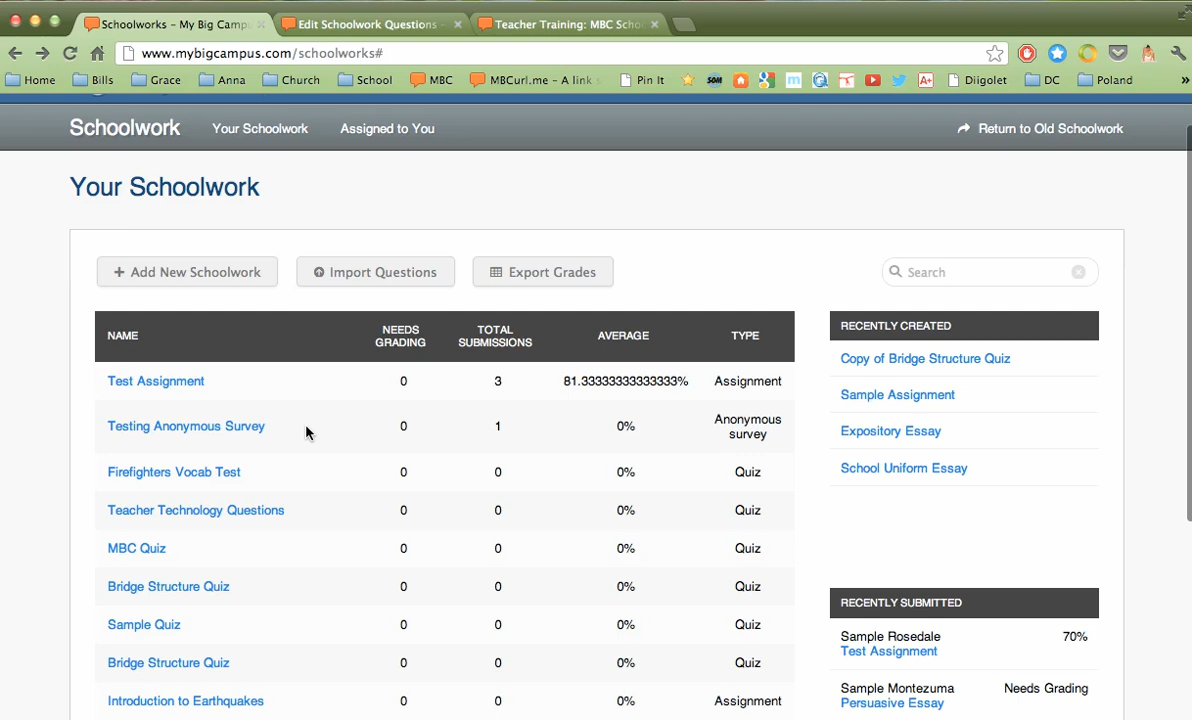 Schoolworks - My Big Campu
Edit Schoolwork Questions -
Teacher Training: MBC Scho
www.mybigcampus.com/schoolworks#
Home Bills Grace Anna Church School MBC MBCurl.me - A link s Pin It SOM A+ Diigolet DC Poland »
Schoolwork Your Schoolwork Assigned to You Return to Old Schoolwork
Your Schoolwork
+ Add New Schoolwork Import Questions Export Grades Search
NAME NEEDS GRADING TOTAL SUBMISSIONS AVERAGE TYPE
Test Assignment 0 3 81.33333333333333% Assignment
Testing Anonymous Survey 0 1 0% Anonymous survey
Firefighters Vocab Test 0 0 0% Quiz
Teacher Technology Questions 0 0 0% Quiz
MBC Quiz 0 0 0% Quiz
Bridge Structure Quiz 0 0 0% Quiz
Sample Quiz 0 0 0% Quiz
Bridge Structure Quiz 0 0 0% Quiz
Introduction to Earthquakes 0 0 0% Assignment
RECENTLY CREATED
Copy of Bridge Structure Quiz
Sample Assignment
Expository Essay
School Uniform Essay
RECENTLY SUBMITTED
Sample Rosedale 70%
Test Assignment
Sample Montezuma Needs Grading
Persuasive Essay